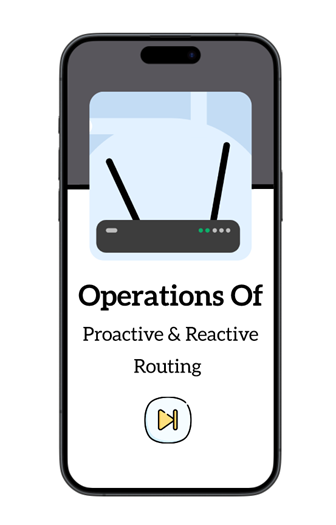 Operations Of
Proactive & Reactive
Routing